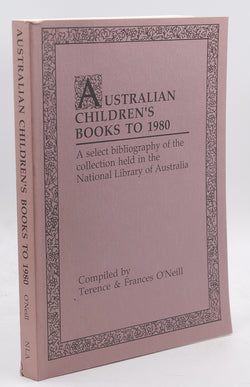 AUSTRALIAN
CHILDREN'S
BOOKS TO 1980
A select bibliography of the
collection held in the
National Library of Australia
Compiled by
Terence & Frances O'Neill
AUSTRALIAN CHILDREN'S BOOKS TO 1980 O'Neill NLA